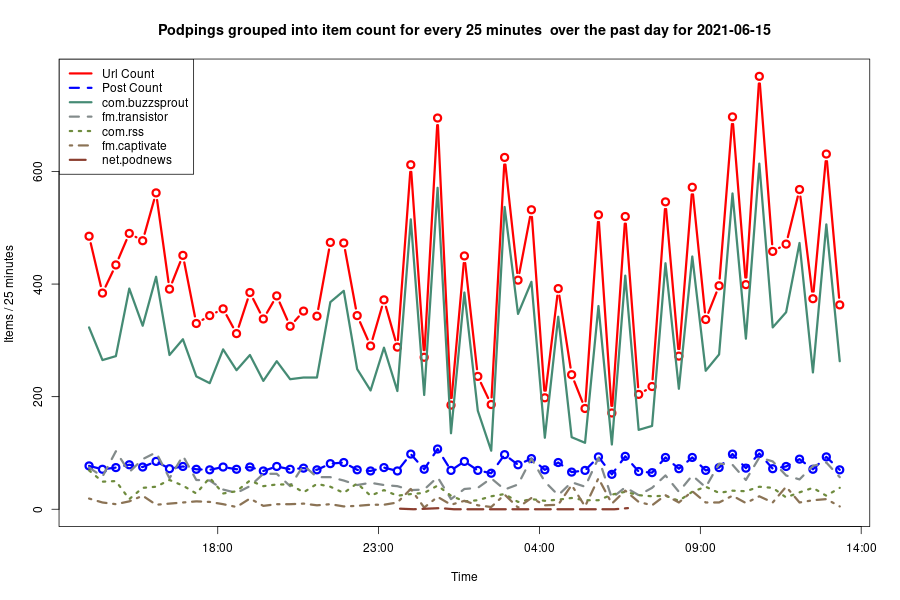 Podpings grouped into item count for every 25 minutes  over the past day for 2021-06-15
Url Count
Post Count
com.buzzsprout
fm.transistor
com.rss
fm.captivate
net.podnews
Items / 25 minutes
600
400
200
0
18:00
23:00
04:00
09:00
14:00
Time